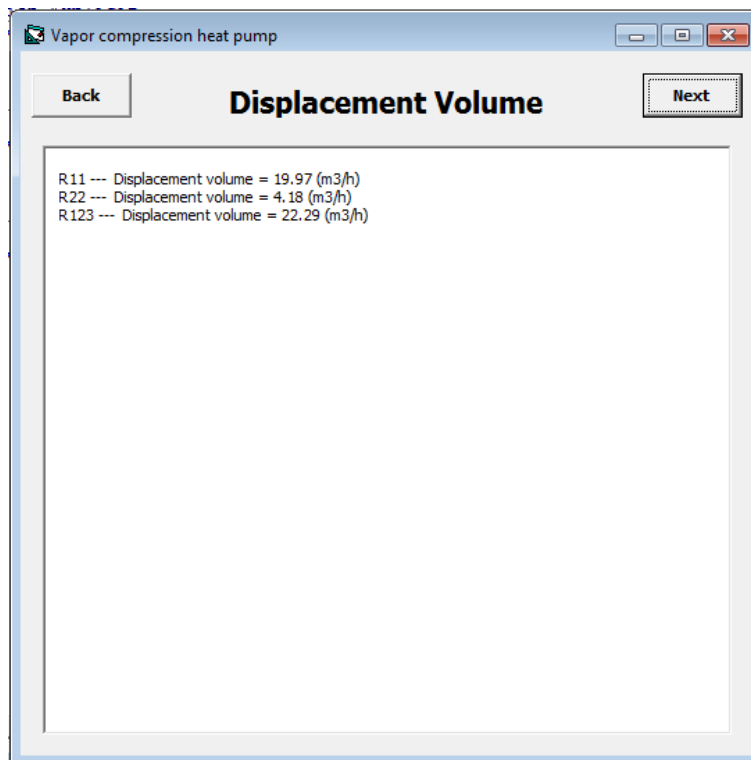 Vapor compression heat pump
Back
Displacement Volume
Next
R11 --- Displacement volume = 19.97 (m3/h)
R22 --- Displacement volume = 4.18 (m3/h)
R123 --- Displacement volume = 22.29 (m3/h)